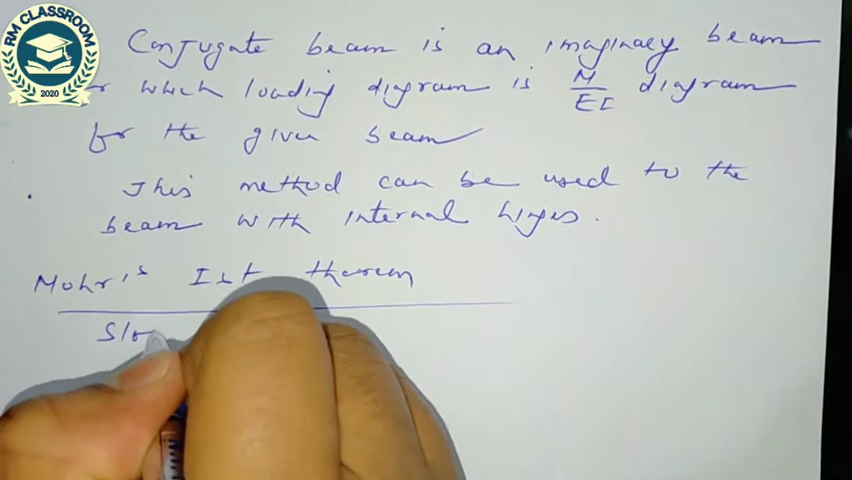 RM CLASSROOM
2020
Conjugate beam is an imaginary beam
which loading diagram is M/EI diagram
for the given beam
This method can be used to the
beam with internal hinges.
Mohr's Ist theorem
Slo